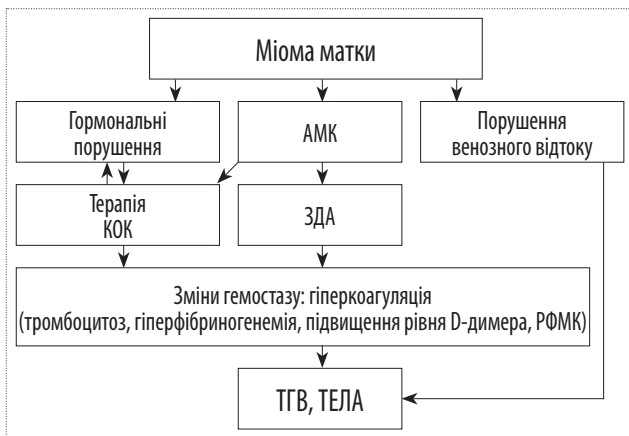 Міома матки
Гормональні
порушення
АМК
Порушення
венозного відтоку
Терапія
КОК
ЗДА
Зміни гемостазу: гіперкоагуляція
(тромбоцитоз, гіперфібриногенемія, підвищення рівня D-димера, РФМК)
ТГВ, ТЕЛА